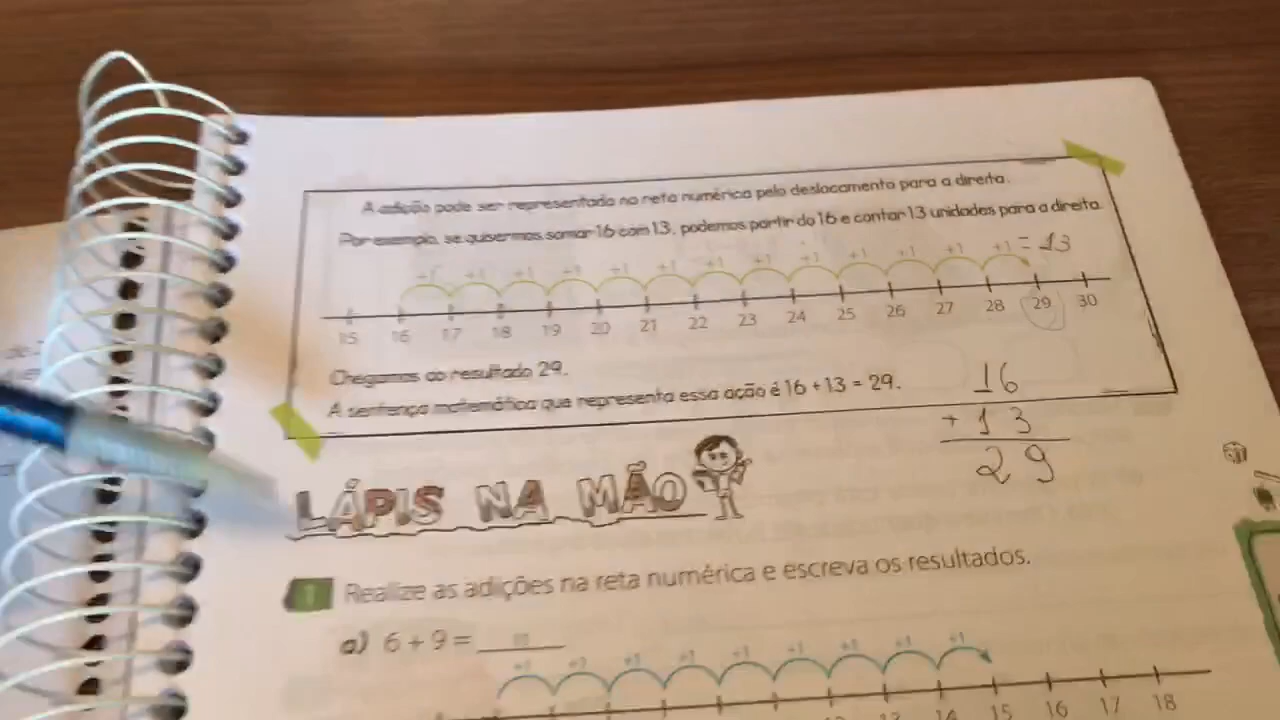 A adição pode ser representada na reta numérica pelo deslocamento para a direita.
Por exemplo, se quisermos somar 16 com 13, podemos partir do 16 e contar 13 unidades para a direita.
+1 +1 +1 +1 +1 +1 +1 +1 +1 +1 +1 +1 +1 = 13
15 16 17 18 19 20 21 22 23 24 25 26 27 28 29 30
Chegamos ao resultado 29.
A sentença matemática que representa essa ação é 16 + 13 = 29.
16
+ 13
29
LÁPIS NA MÃO
1 Realize as adições na reta numérica e escreva os resultados.
a) 6 + 9 =
+1 +1 +1 +1 +1 +1 +1 +1 +1
14 15 16 17 18